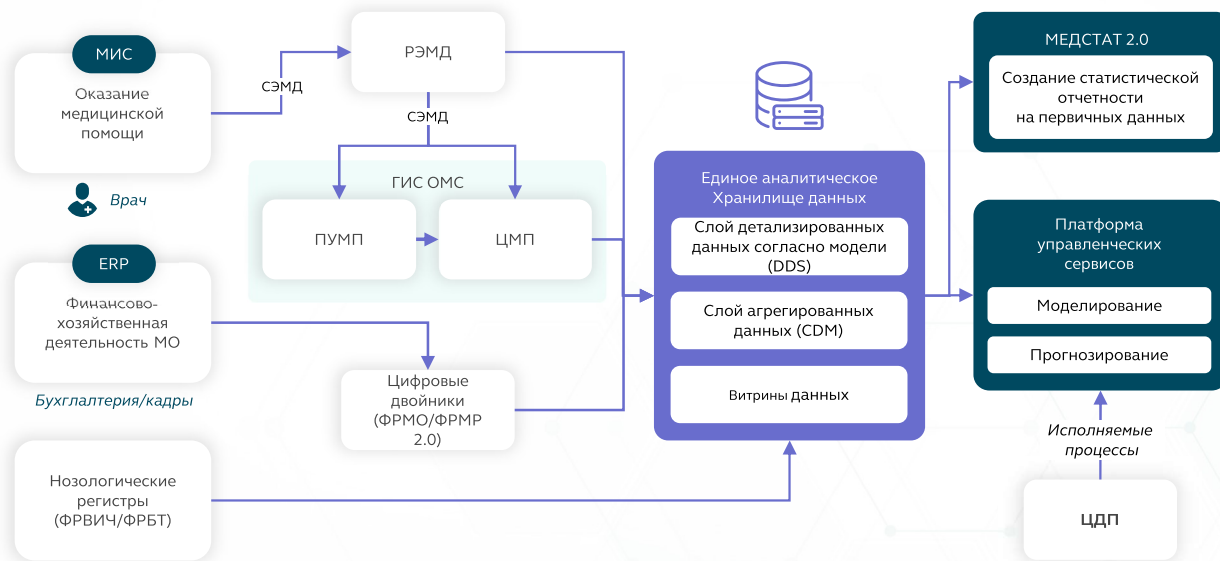 МИС
Оказание
медицинской
помощи
Врач
СЭМД
РЭМД
СЭМД
ГИС ОМС
ПУМП
ЦМП
ERP
Финансово-
хозяйственная
деятельность МО
Бухглалтерия/кадры
Цифровые
двойники
(ФРМО/ФРМР
2.0)
Нозологические
регистры
(ФРВИЧ/ФРБТ)
Единое аналитическое
Хранилище данных
Слой детализированных
данных согласно модели
(DDS)
Слой агрегированных
данных (CDM)
Витрины данных
МЕДСТАТ 2.0
Создание статистической
отчетности
на первичных данных
Платформа
управленческих
сервисов
Моделирование
Прогнозирование
Исполняемые
процессы
ЦДП